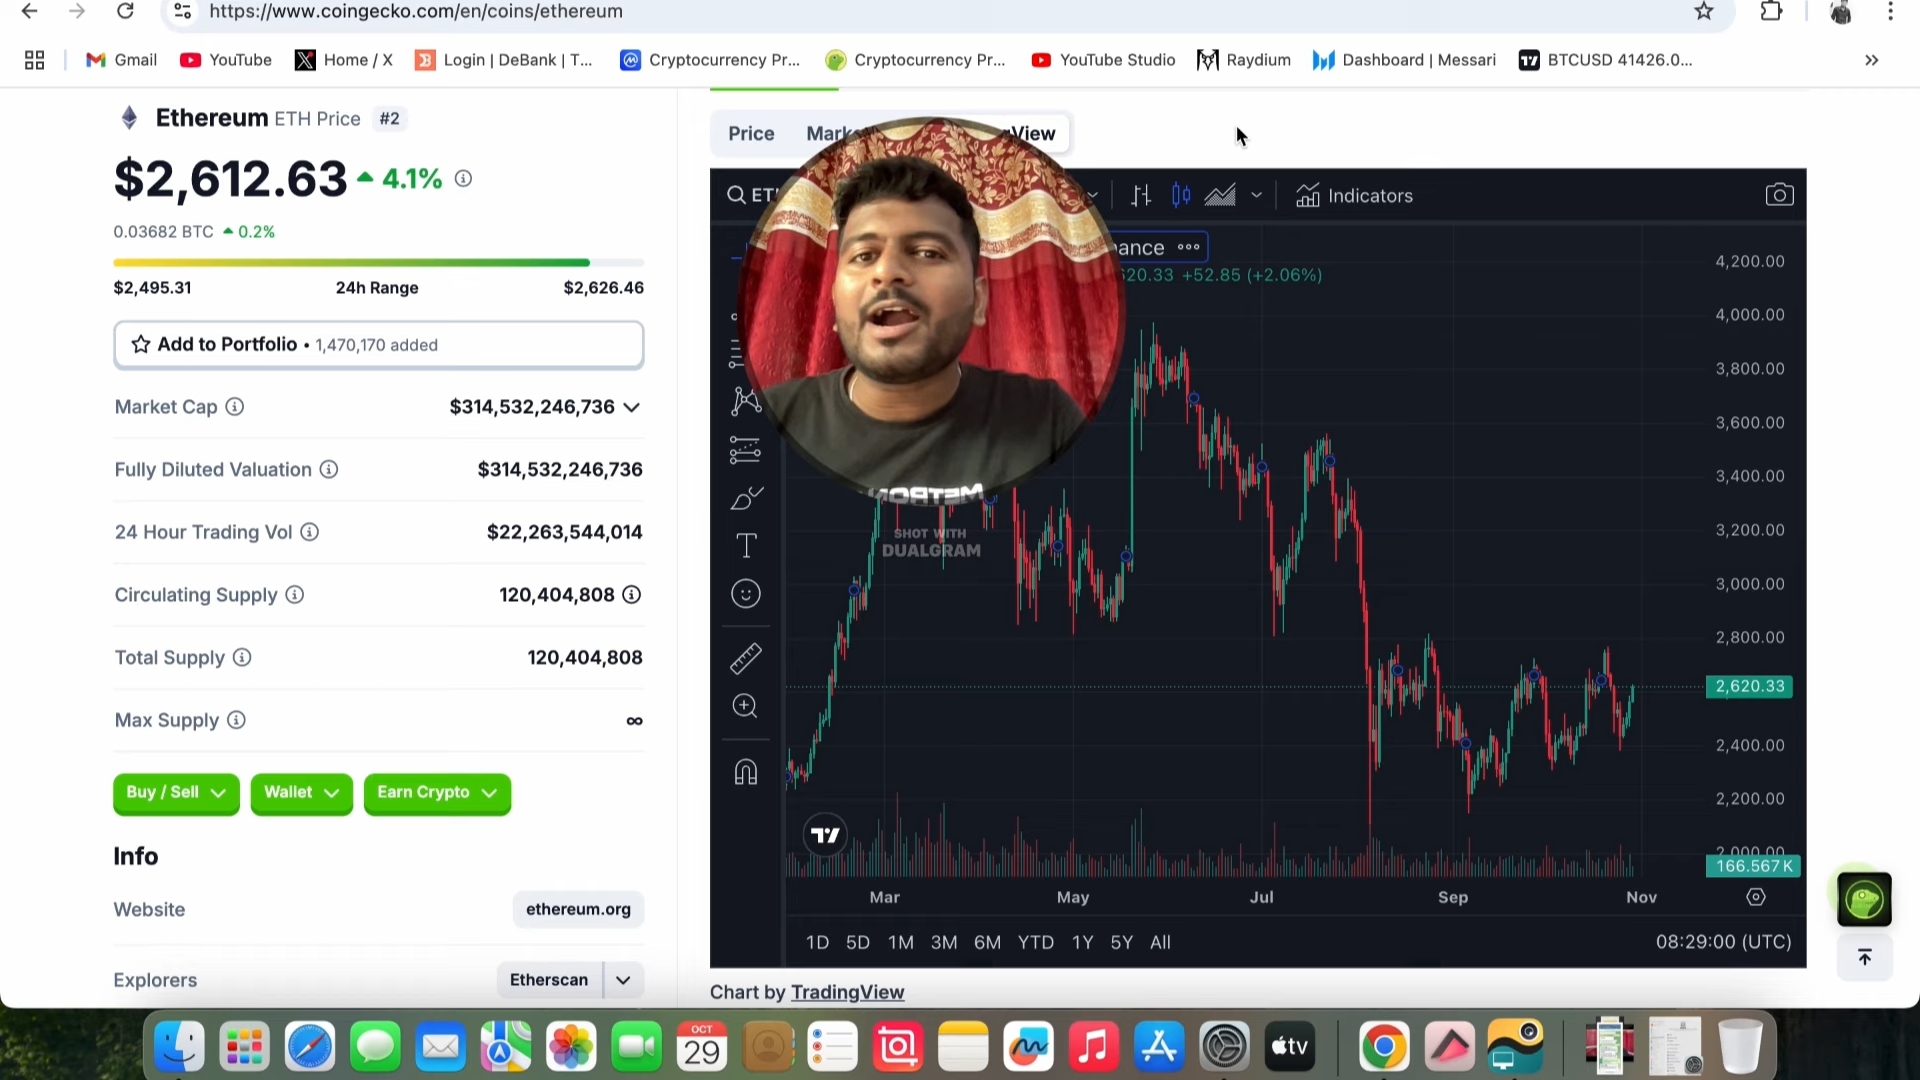 https://www.coingecko.com/en/coins/ethereum
Gmail
YouTube
Home / X
Login | DeBank | T...
Cryptocurrency Pr...
Cryptocurrency Pr...
YouTube Studio
Raydium
Dashboard | Messari
BTCUSD 41426.0...
Ethereum ETH Price #2
$2,612.63 4.1%
0.03682 BTC 0.2%
$2,495.31 24h Range $2,626.46
Add to Portfolio • 1,470,170 added
Market Cap $314,532,246,736
Fully Diluted Valuation $314,532,246,736
24 Hour Trading Vol $22,263,544,014
Circulating Supply 120,404,808
Total Supply 120,404,808
Max Supply ∞
Buy / Sell
Wallet
Earn Crypto
Info
Website ethereum.org
Explorers Etherscan
Price
View
Indicators
+52.85 (+2.06%)
4,200.00
4,000.00
3,800.00
3,600.00
3,400.00
3,200.00
3,000.00
2,800.00
2,620.33
2,400.00
2,200.00
2,000.00
166.567K
SHOT WITH
DUALGRAM
Mar May Jul Sep Nov
1D 5D 1M 3M 6M YTD 1Y 5Y All
08:29:00 (UTC)
Chart by TradingView
OCT
29
tv